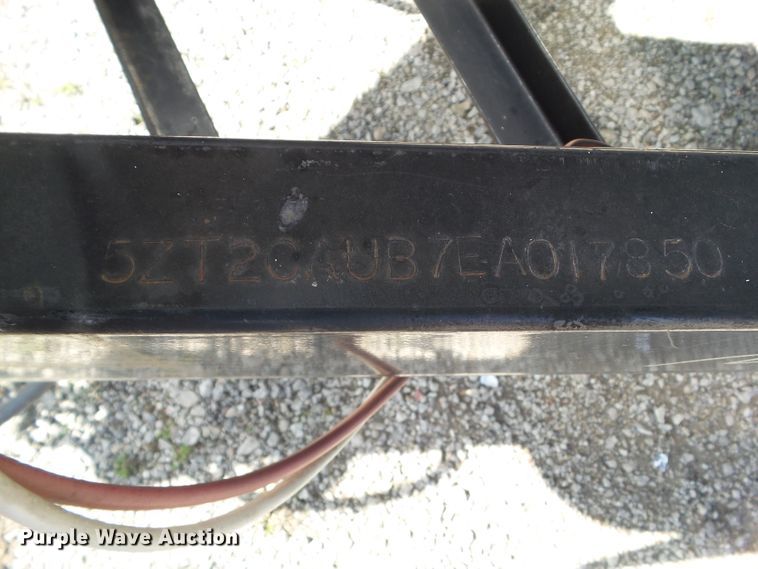 5ZT2CAUB7EA017850
Purple Wave Auction